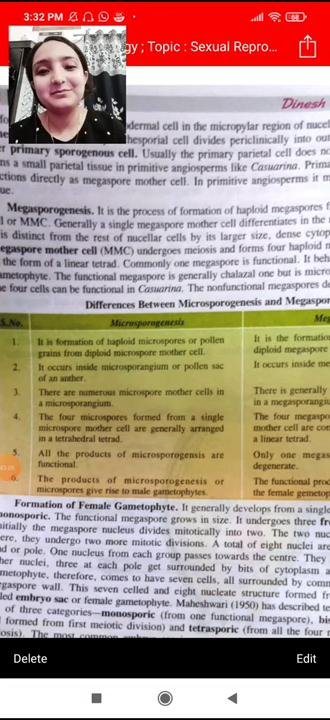 3:32 PM
68
gy ; Topic : Sexual Repro...
Dinesh
dermal cell in the micropylar region of nucel
hesporial cell divides periclinically into out
er primary sporogenous cell. Usually the primary parietal cell does no
ns a small parietal tissue in primitive angiosperms like Casuarina. Prima
ctions directly as megaspore mother cell. In primitive angiosperms it m
ue.
Megasporogenesis. It is the process of formation of haploid megaspores f
l or MMC. Generally a single megaspore mother cell differentiates in the
is distinct from the rest of nucellar cells by its larger size, dense cytop
egaspore mother cell (MMC) undergoes meiosis and forms four haploid m
the form of a linear tetrad. Commonly one megaspore is functional. It beh
ametophyte. The functional megaspore is generally chalazal one but is micro
e four cells can be functional in Casuarina. The nonfunctional megaspores de
Differences Between Microsporogenesis and Megaspor
S.No. Microsporogenesis Meg
1. It is formation of haploid microspores or pollen It is the formatio
grains from diploid microspore mother cell. diploid megaspore
2. It occurs inside microsporangium or pollen sac It occurs inside me
of an anther.
3. There are numerous microspore mother cells in There is generally
a microsporangium. in a megasporangi
4. The four microspores formed from a single The four megaspo
microspore mother cell are generally arranged mother cell are con
in a tetrahedral tetrad. a linear tetrad.
5. All the products of microsporogensis are Only one megas
functional. degenerate.
6. The products of microsporogenesis or The functional prod
microspores give rise to male gametophytes. the female gametop
Formation of Female Gametophyte. It generally develops from a single
monosporic. The functional megaspore grows in size. It undergoes three fre
nitially the megaspore nucleus divides mitotically into two. The two nuc
ere, they undergo two more mitotic divisions. A total of eight nuclei are
d or pole. One nucleus from each group passes towards the centre. They
her nuclei, three at each pole get surrounded by bits of cytoplasm a
metophyte, therefore, comes to have seven cells, all surrounded by comm
gaspore wall. This seven celled and eight nucleate structure formed fr
led embryo sac or female gametophyte. Maheshwari (1950) has described te
of three categories—monosporic (from one functional megaspore), bis
formed from first meiotic division) and tetrasporic (from all the four
osis). The most common
Delete Edit